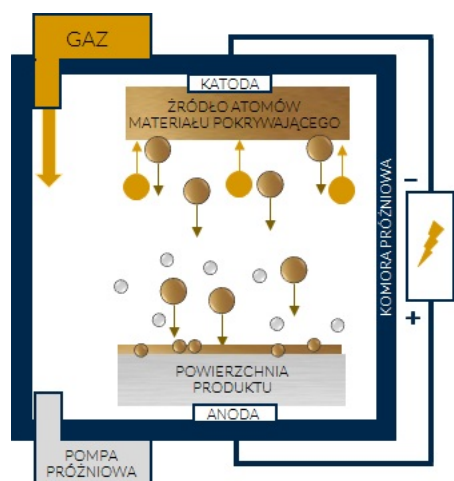 GAZ
KATODA
ŹRÓDŁO ATOMÓW
MATERIAŁU POKRYWAJĄCEGO
KOMORA PRÓŻNIOWA
–
+
POWIERZCHNIA
PRODUKTU
ANODA
POMPA
PRÓŻNIOWA